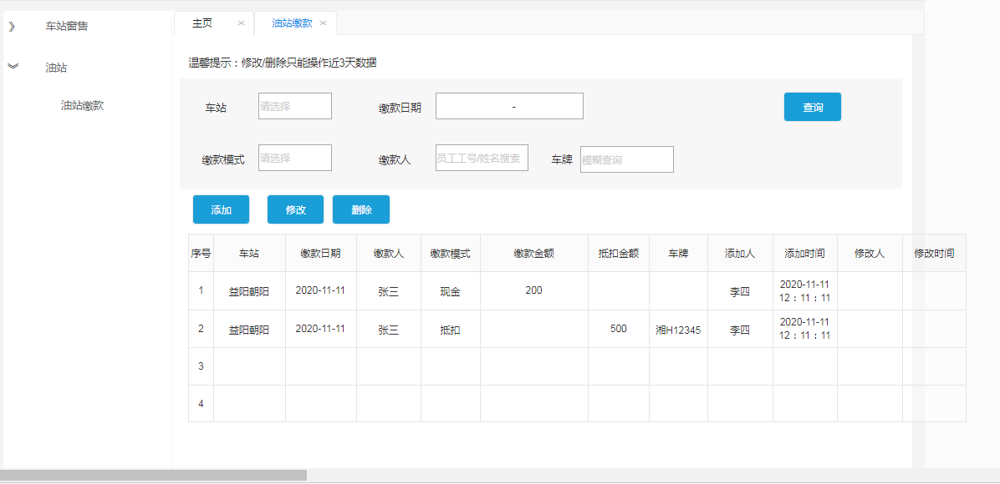 》 车站窗售
主页 × 油站缴款 ×
油站
油站缴款
温馨提示：修改/删除只能操作近3天数据
车站 请选择 缴款日期 - 查询
缴款模式 请选择 缴款人 员工工号/姓名搜索 车牌 模糊查询
添加 修改 删除
序号 车站 缴款日期 缴款人 缴款模式 缴款金额 抵扣金额 车牌 添加人 添加时间 修改人 修改时间
1 益阳朝阳 2020-11-11 张三 现金 200 李四 2020-11-11
12：11：11
2 益阳朝阳 2020-11-11 张三 抵扣 500 湘H12345 李四 2020-11-11
12：11：11
3
4